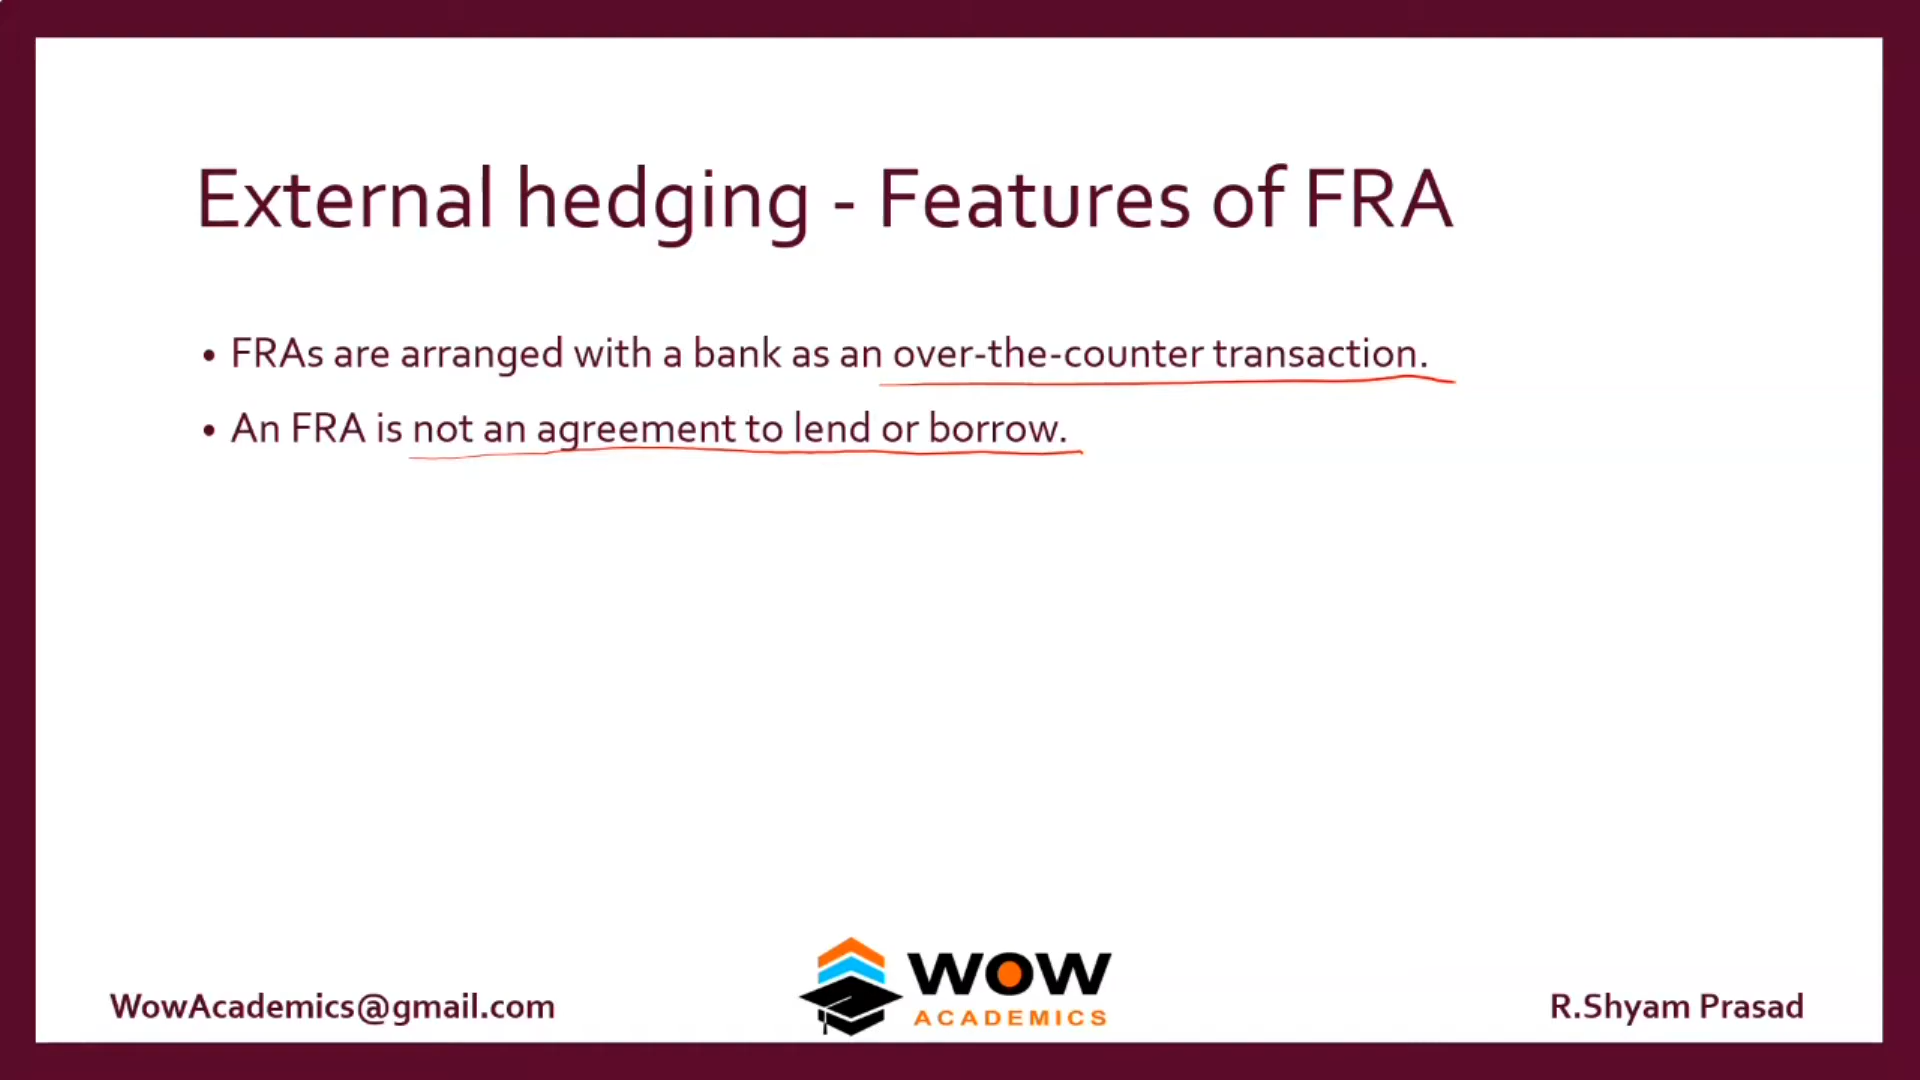 External hedging - Features of FRA
• FRAs are arranged with a bank as an over-the-counter transaction.
• An FRA is not an agreement to lend or borrow.
WowAcademics@gmail.com
WOW
ACADEMICS
R.Shyam Prasad